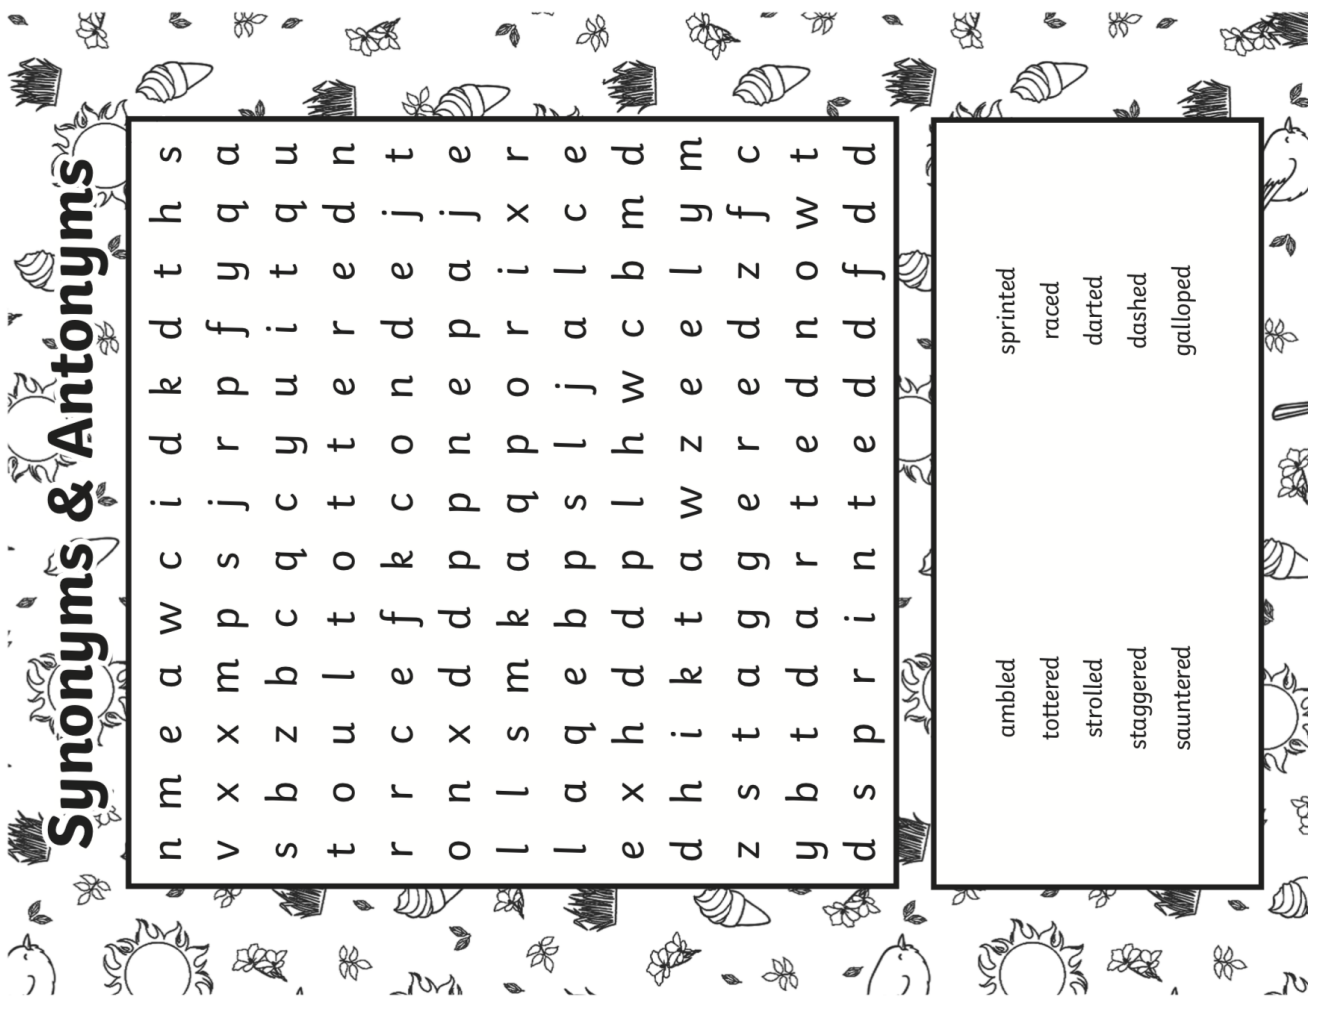 Synonyms & Antonyms
n m e a w c i d k d t h s
v x x m p s j r p f y q a
s b z b c q c y u i t q u
t o u l t o t t e r e d n
r r c e f k c o n d e j t
o n x d d p p n e p a j e
l l s m k a q p o r i x r
l a q e b p s l j a l c e
e x h d d p l h w c b m d
d h i k t a w z e e l y m
z s t a g g e r e d z f c
y b t d a r t e d n o w t
d s p r i n t e d d f d d
ambled sprinted
tottered raced
strolled darted
staggered dashed
sauntered galloped